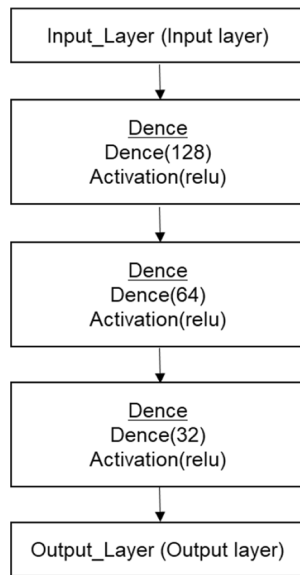 Input_Layer (Input layer)
Dence
Dence(128)
Activation(relu)
Dence
Dence(64)
Activation(relu)
Dence
Dence(32)
Activation(relu)
Output_Layer (Output layer)